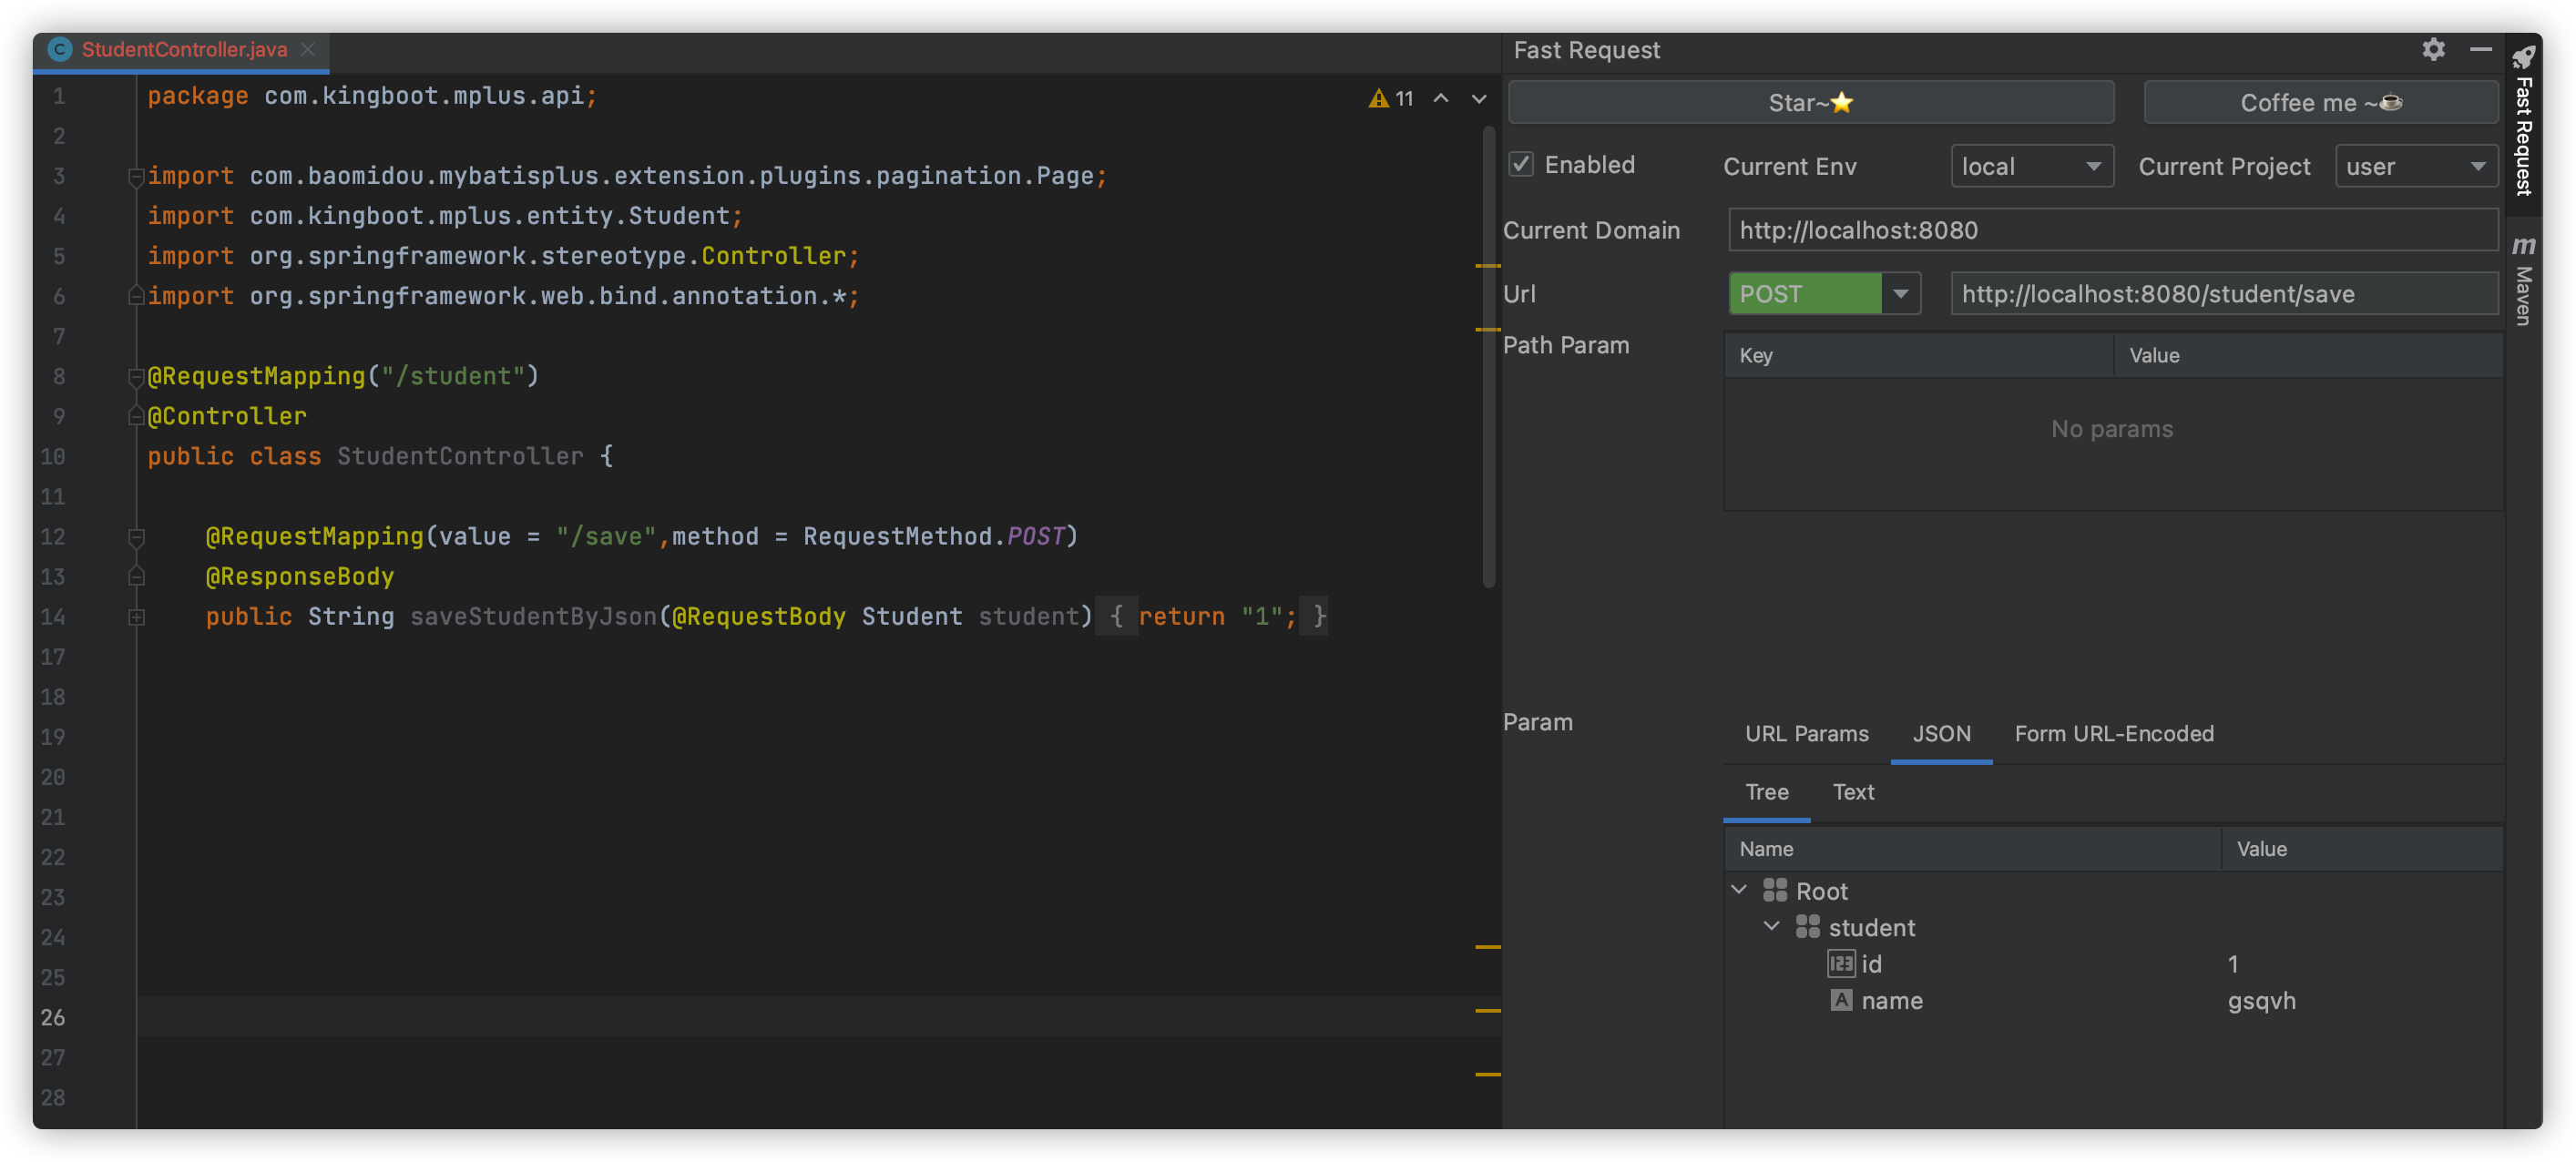 StudentController.java
1 package com.kingboot.mplus.api;
2
3 import com.baomidou.mybatisplus.extension.plugins.pagination.Page;
4 import com.kingboot.mplus.entity.Student;
5 import org.springframework.stereotype.Controller;
6 import org.springframework.web.bind.annotation.*;
7
8 @RequestMapping("/student")
9 @Controller
10 public class StudentController {
11
12 @RequestMapping(value = "/save",method = RequestMethod.POST)
13 @ResponseBody
14 public String saveStudentByJson(@RequestBody Student student) { return "1"; }
17
18
19
20
21
22
23
24
25
26
27
28
11
Fast Request
Star~⭐
Coffee me ~☕
Enabled
Current Env
local
Current Project
user
Current Domain
http://localhost:8080
Url
POST
http://localhost:8080/student/save
Path Param
Key
Value
No params
Param
URL Params
JSON
Form URL-Encoded
Tree
Text
Name
Value
Root
student
123 id
1
A name
gsqvh
Fast Request
m Maven